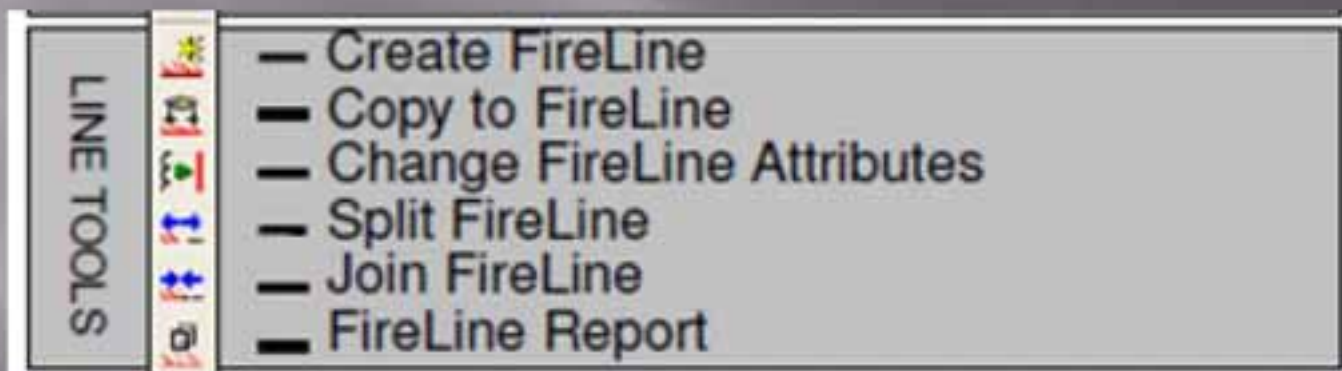 LINE TOOLS
Create FireLine
Copy to FireLine
Change FireLine Attributes
Split FireLine
Join FireLine
FireLine Report